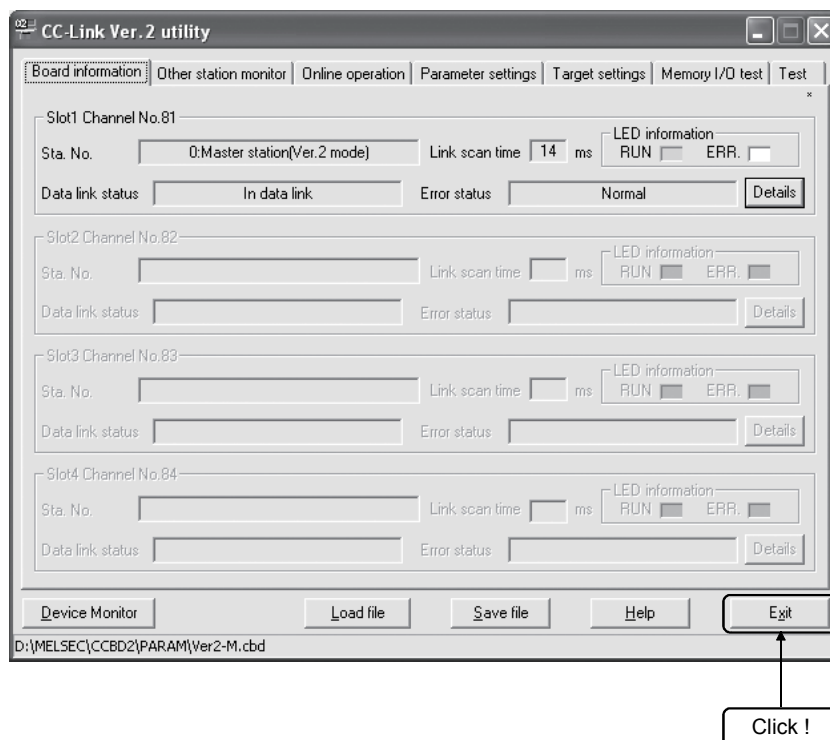 CC-Link Ver.2 utility
Board information Other station monitor Online operation Parameter settings Target settings Memory I/O test Test
Slot1 Channel No.81
Sta. No. 0:Master station(Ver.2 mode) Link scan time 14 ms LED information RUN ERR.
Data link status In data link Error status Normal Details
Slot2 Channel No.82
Sta. No. Link scan time ms LED information RUN ERR.
Data link status Error status Details
Slot3 Channel No.83
Sta. No. Link scan time ms LED information RUN ERR.
Data link status Error status Details
Slot4 Channel No.84
Sta. No. Link scan time ms LED information RUN ERR.
Data link status Error status Details
Device Monitor Load file Save file Help Exit
D:\MELSEC\CCBD2\PARAM\Ver2-M.cbd
Click !